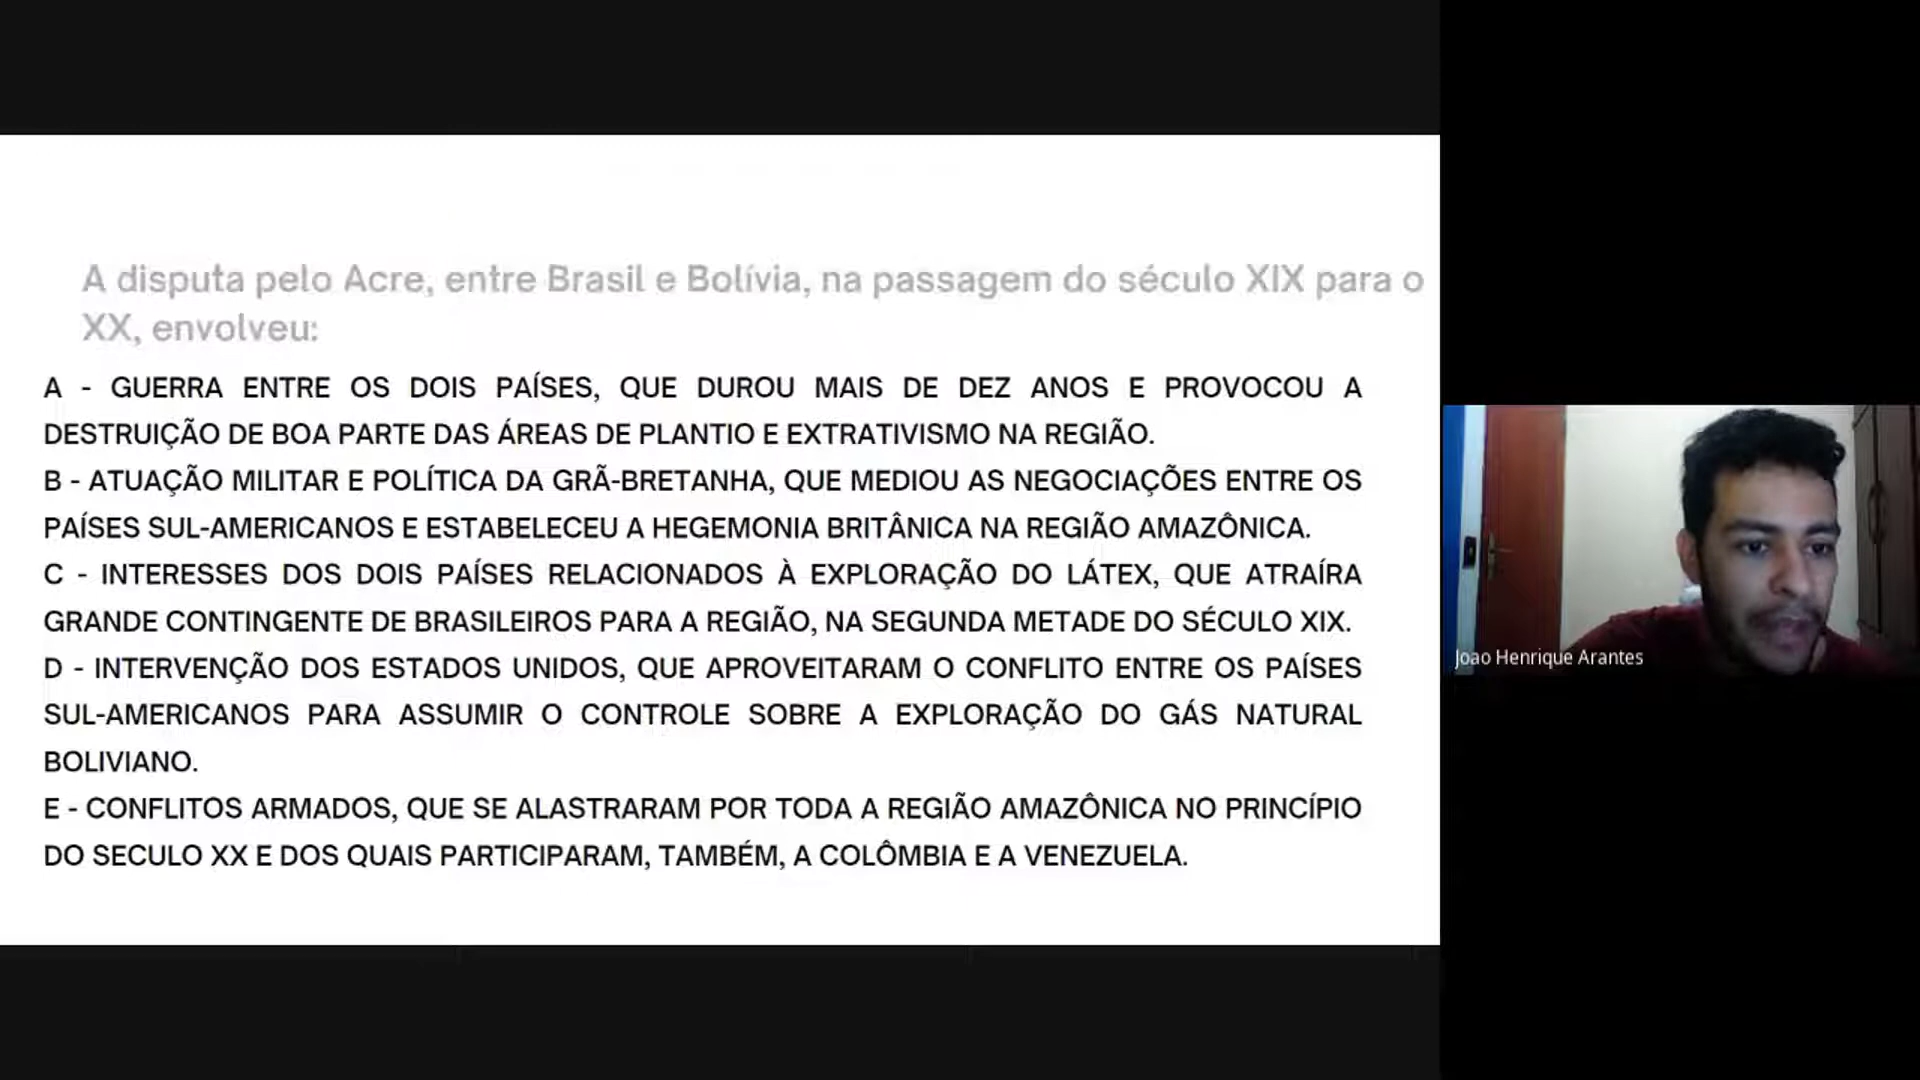 A disputa pelo Acre, entre Brasil e Bolívia, na passagem do século XIX para o
XX, envolveu:
A - GUERRA ENTRE OS DOIS PAÍSES, QUE DUROU MAIS DE DEZ ANOS E PROVOCOU A
DESTRUIÇÃO DE BOA PARTE DAS ÁREAS DE PLANTIO E EXTRATIVISMO NA REGIÃO.
B - ATUAÇÃO MILITAR E POLÍTICA DA GRÃ-BRETANHA, QUE MEDIOU AS NEGOCIAÇÕES ENTRE OS
PAÍSES SUL-AMERICANOS E ESTABELECEU A HEGEMONIA BRITÂNICA NA REGIÃO AMAZÔNICA.
C - INTERESSES DOS DOIS PAÍSES RELACIONADOS À EXPLORAÇÃO DO LÁTEX, QUE ATRAÍRA
GRANDE CONTINGENTE DE BRASILEIROS PARA A REGIÃO, NA SEGUNDA METADE DO SÉCULO XIX.
D - INTERVENÇÃO DOS ESTADOS UNIDOS, QUE APROVEITARAM O CONFLITO ENTRE OS PAÍSES
SUL-AMERICANOS PARA ASSUMIR O CONTROLE SOBRE A EXPLORAÇÃO DO GÁS NATURAL
BOLIVIANO.
E - CONFLITOS ARMADOS, QUE SE ALASTRARAM POR TODA A REGIÃO AMAZÔNICA NO PRINCÍPIO
DO SECULO XX E DOS QUAIS PARTICIPARAM, TAMBÉM, A COLÔMBIA E A VENEZUELA.
Joao Henrique Arantes